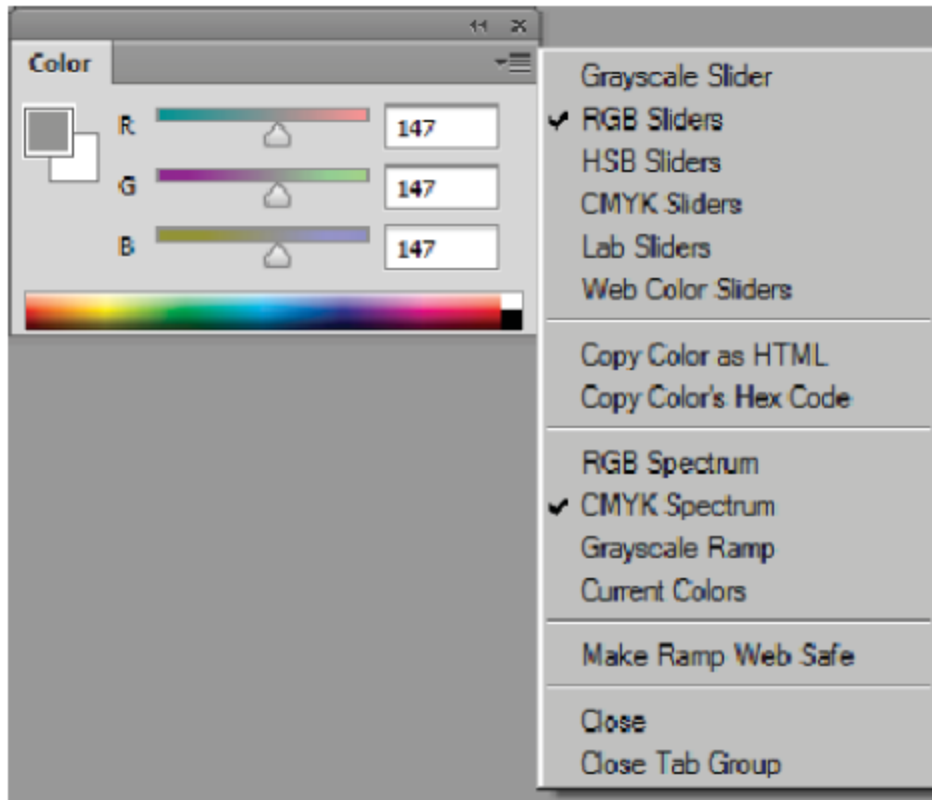 Color
R 147
G 147
B 147
Grayscale Slider
RGB Sliders
HSB Sliders
CMYK Sliders
Lab Sliders
Web Color Sliders
Copy Color as HTML
Copy Color's Hex Code
RGB Spectrum
CMYK Spectrum
Grayscale Ramp
Current Colors
Make Ramp Web Safe
Close
Close Tab Group